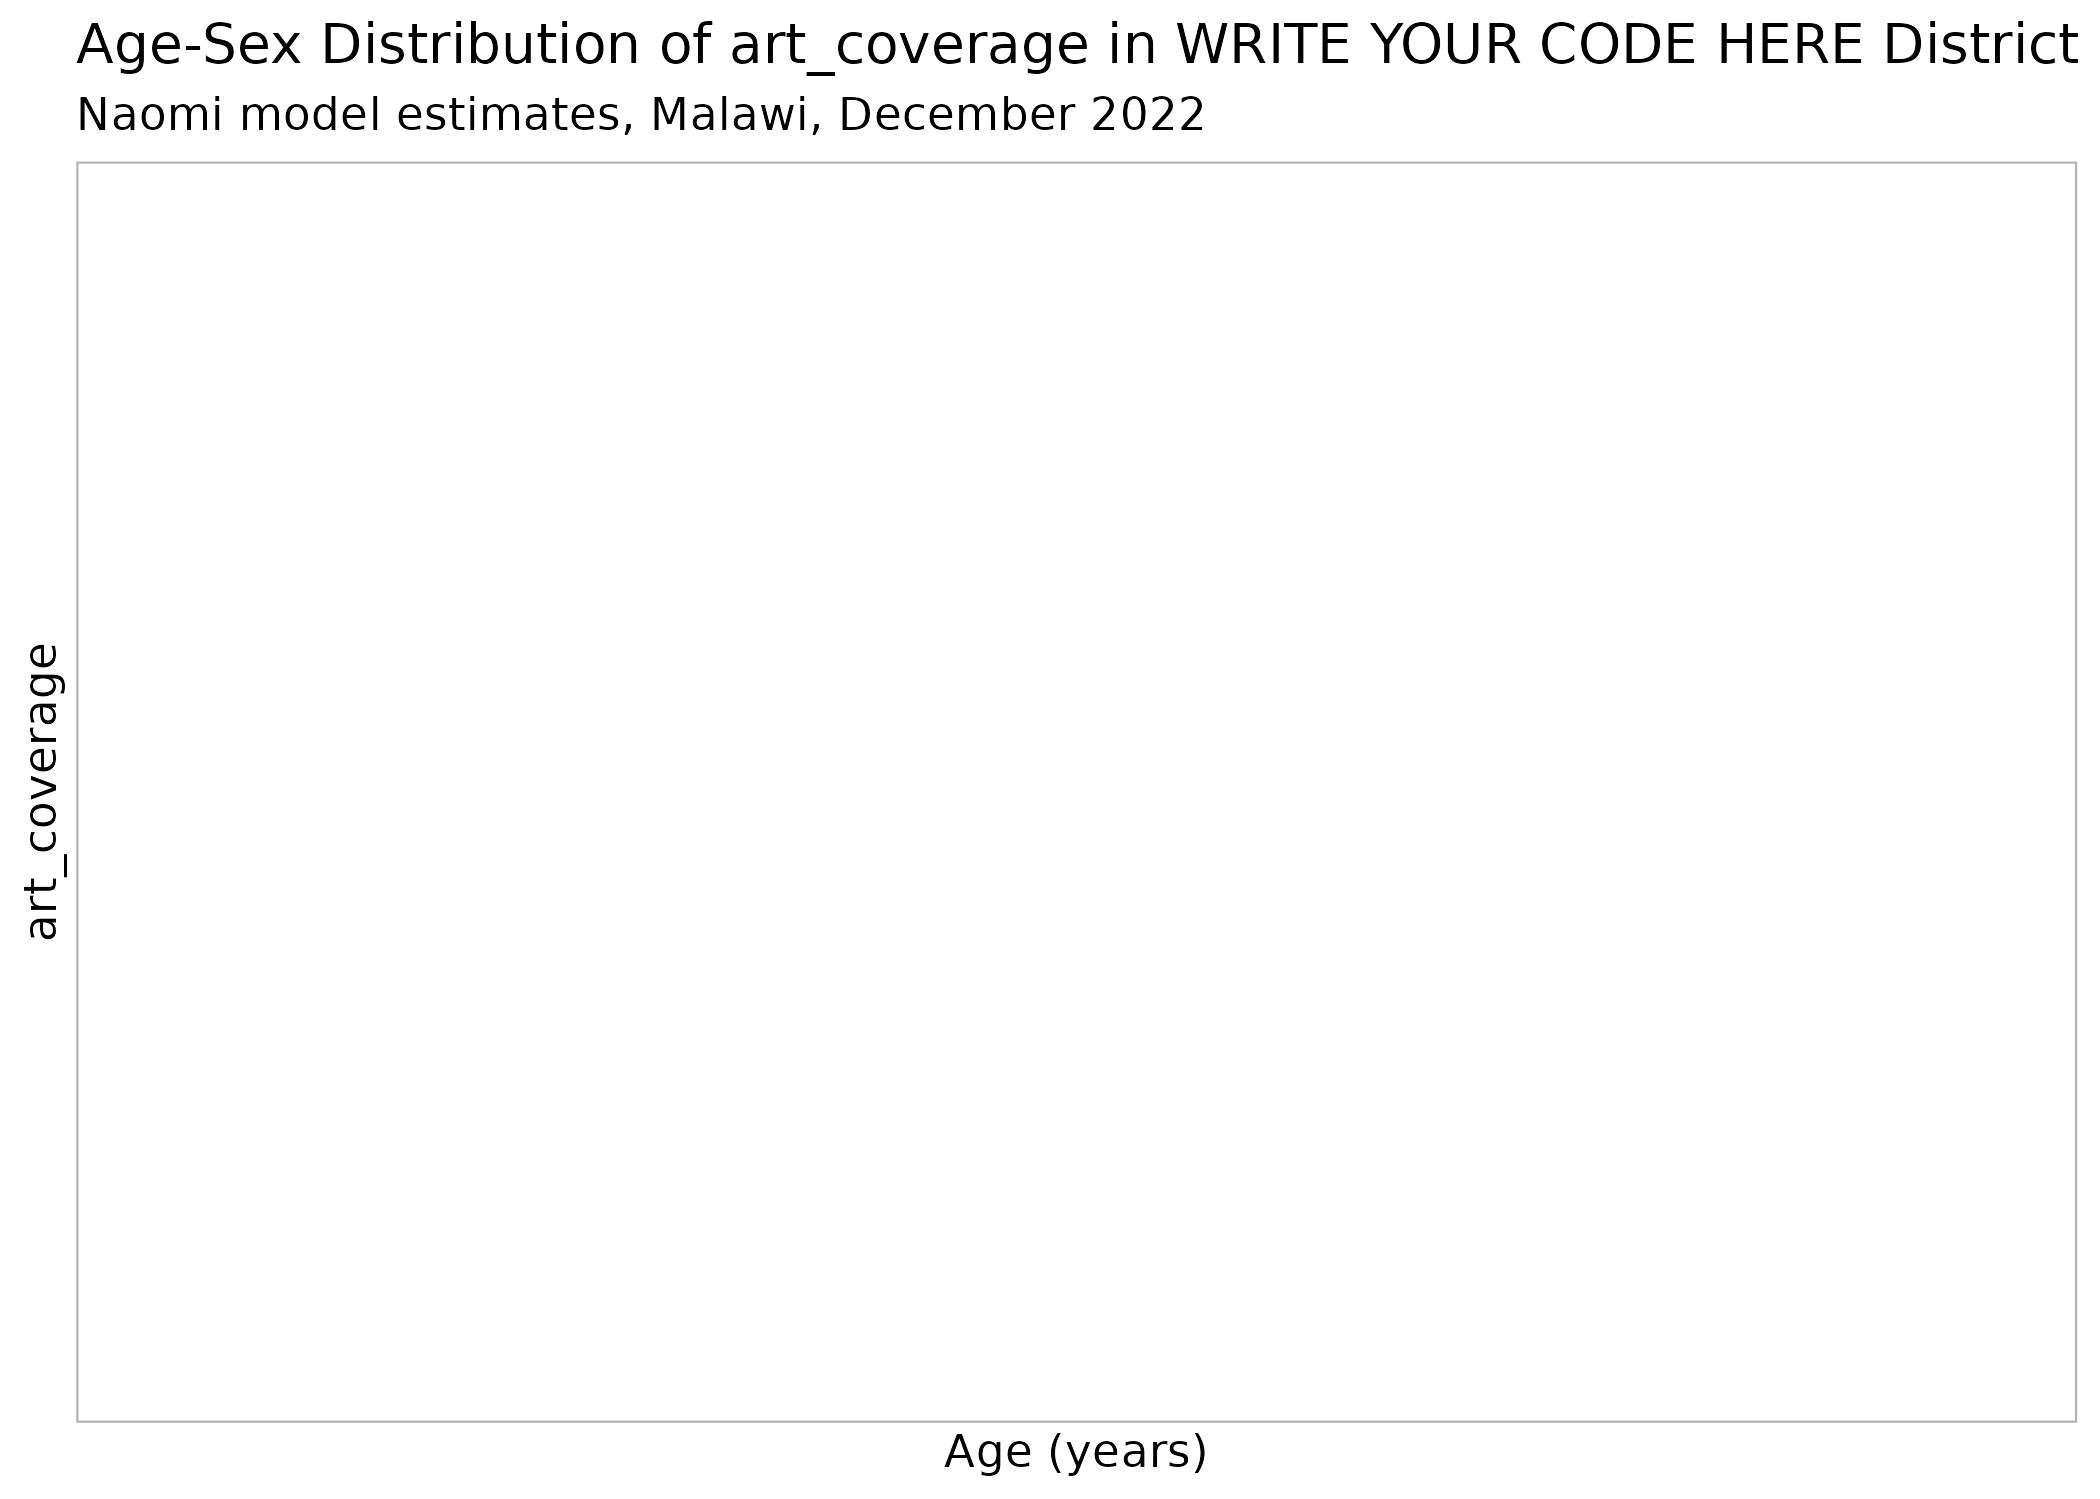 Age-Sex Distribution of art_coverage in WRITE YOUR CODE HERE District
Naomi model estimates, Malawi, December 2022
art_coverage
Age (years)